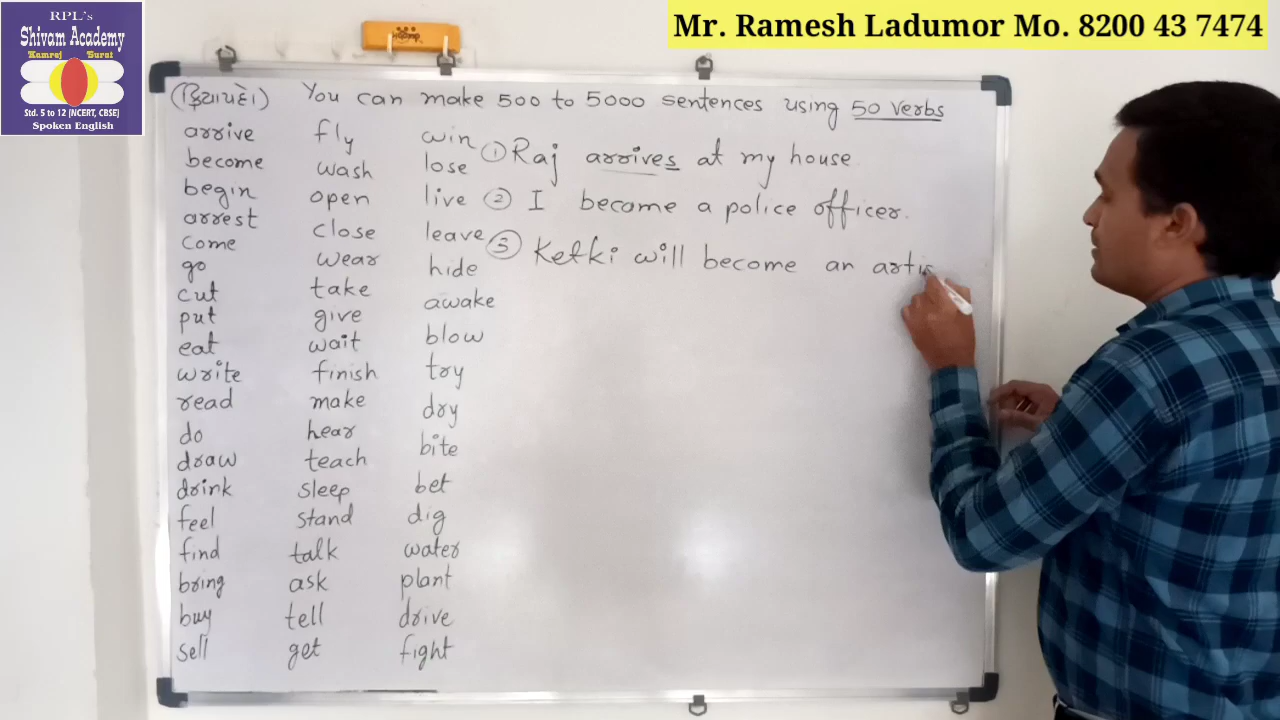 RPL's
Shivam Academy
Kamrej Surat
Std. 5 to 12 (NCERT, CBSE)
Spoken English
Mr. Ramesh Ladumor Mo. 8200 43 7474
(ક્રિયાપદો) You can make 500 to 5000 sentences using 50 verbs
arrive
become
begin
arrest
come
go
cut
put
eat
write
read
do
draw
drink
feel
find
bring
buy
sell
fly
wash
open
close
wear
take
give
wait
finish
make
hear
teach
sleep
stand
talk
ask
tell
get
win
lose
live
leave
hide
awake
blow
try
dry
bite
bet
dig
water
plant
drive
fight
① Raj arrives at my house.
② I became a police officer.
③ Ketki will become an artis